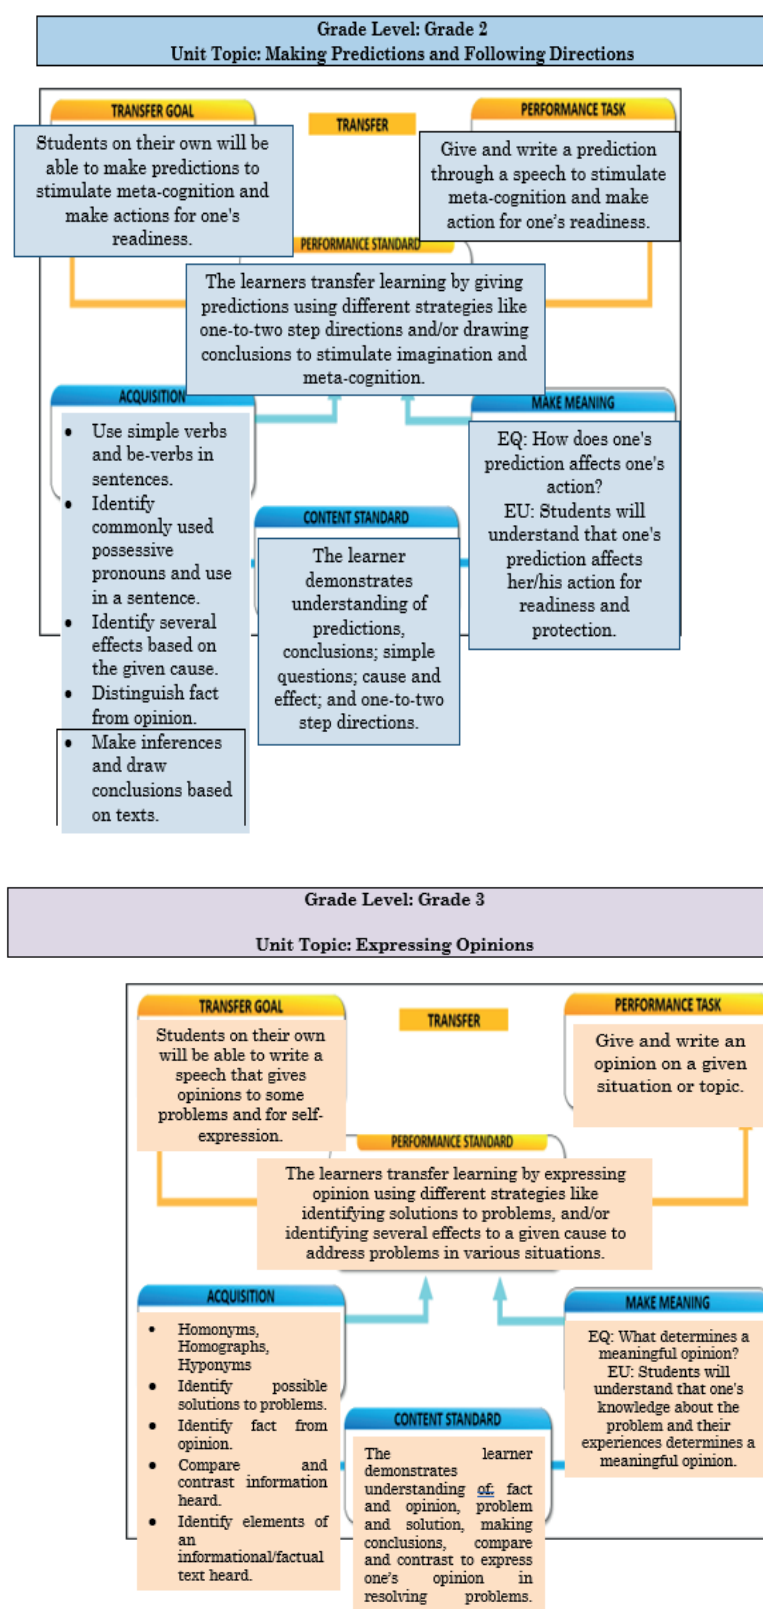 Grade Level: Grade 2
Unit Topic: Making Predictions and Following Directions
TRANSFER GOAL
Students on their own will be
able to make predictions to
stimulate meta-cognition and
make actions for one's
readiness.
TRANSFER
PERFORMANCE TASK
Give and write a prediction
through a speech to stimulate
meta-cognition and make
action for one's readiness.
PERFORMANCE STANDARD
The learners transfer learning by giving
predictions using different strategies like
one-to-two step directions and/or drawing
conclusions to stimulate imagination and
meta-cognition.
ACQUISITION
• Use simple verbs
and be-verbs in
sentences.
• Identify
commonly used
possessive
pronouns and use
in a sentence.
• Identify several
effects based on
the given cause.
• Distinguish fact
from opinion.
• Make inferences
and draw
conclusions based
on texts.
CONTENT STANDARD
The learner
demonstrates
understanding of
predictions,
conclusions; simple
questions; cause and
effect; and one-to-two
step directions.
MAKE MEANING
EQ: How does one's
prediction affects one's
action?
EU: Students will
understand that one's
prediction affects
her/his action for
readiness and
protection.
Grade Level: Grade 3
Unit Topic: Expressing Opinions
TRANSFER GOAL
Students on their own
will be able to write a
speech that gives
opinions to some
problems and for self-
expression.
TRANSFER
PERFORMANCE TASK
Give and write an
opinion on a given
situation or topic.
PERFORMANCE STANDARD
The learners transfer learning by expressing
opinion using different strategies like
identifying solutions to problems, and/or
identifying several effects to a given cause to
address problems in various situations.
ACQUISITION
• Homonyms,
Homographs,
Hyponyms
• Identify possible
solutions to problems.
• Identify fact from
opinion.
• Compare and
contrast information
heard.
• Identify elements of
an
informational/factual
text heard.
CONTENT STANDARD
The learner
demonstrates
understanding of: fact
and opinion, problem
and solution, making
conclusions, compare
and contrast to express
one's opinion in
resolving problems.
MAKE MEANING
EQ: What determines a
meaningful opinion?
EU: Students will
understand that one's
knowledge about the
problem and their
experiences determines a
meaningful opinion.